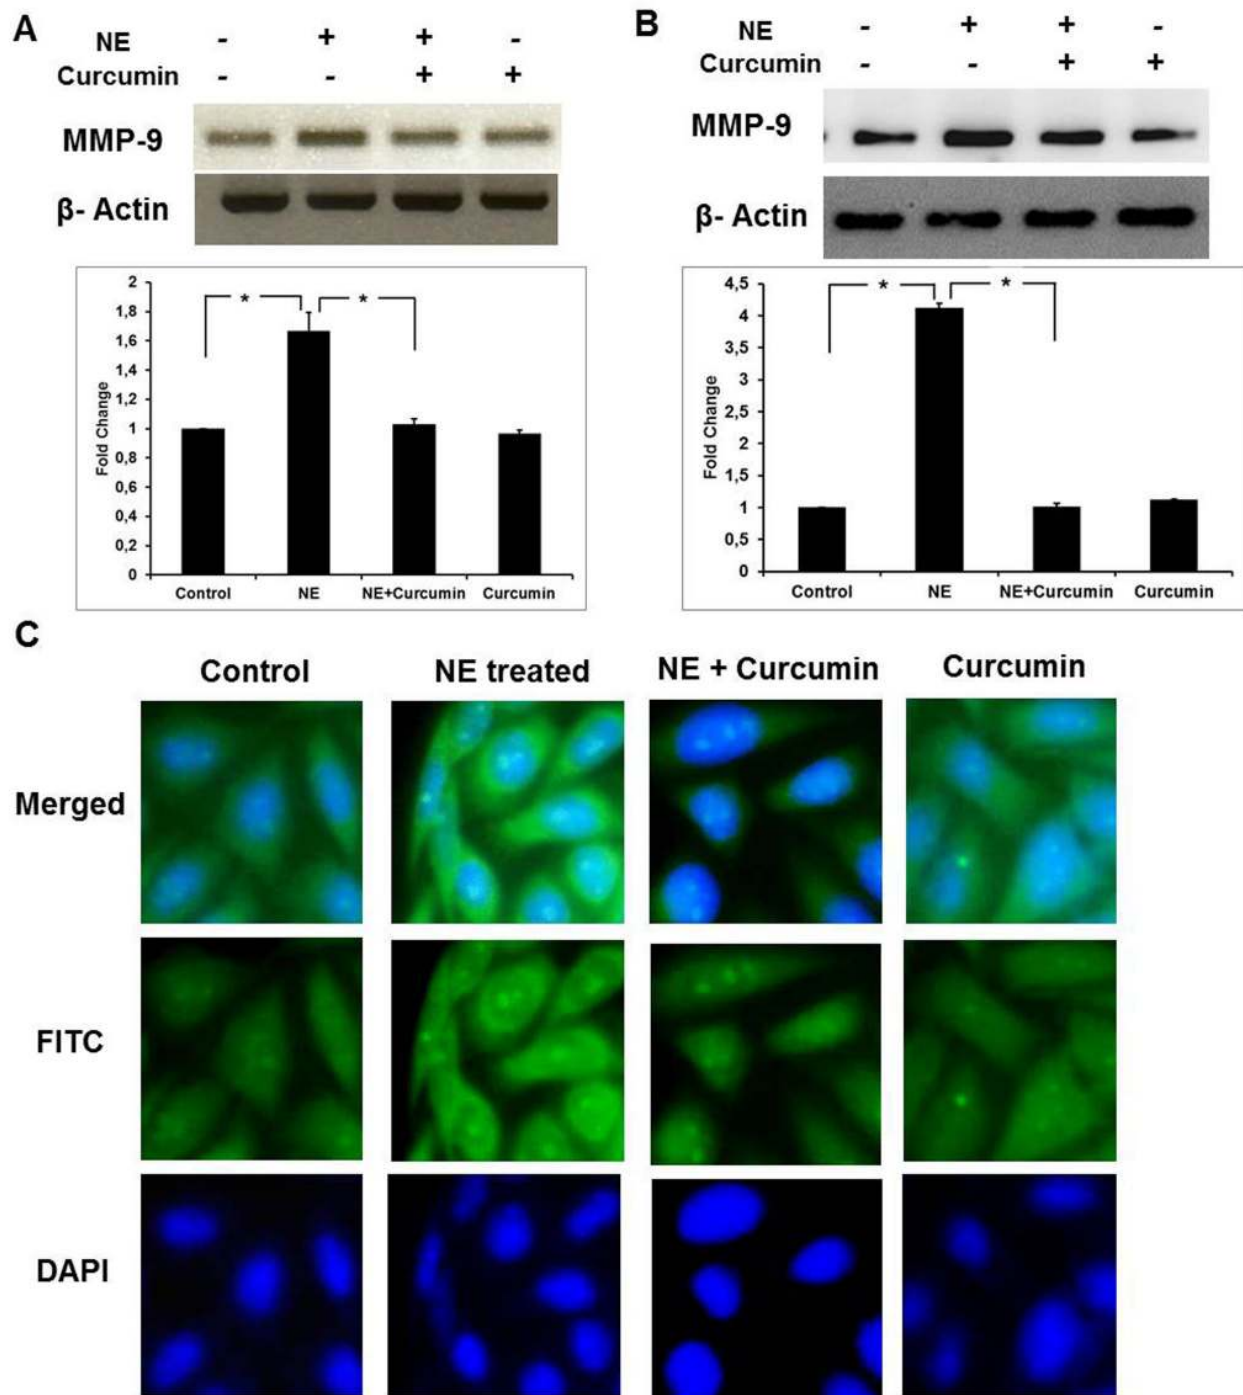 A
NE - + + -
Curcumin - - + +
MMP-9
β- Actin
2
1,8
1,6
1,4
1,2
1
0,8
0,6
0,4
0,2
0
Fold Change
* *
Control NE NE+Curcumin Curcumin
B
NE - + + -
Curcumin - - + +
MMP-9
β- Actin
4,5
4
3,5
3
2,5
2
1,5
1
0,5
0
Fold Change
* *
Control NE NE+Curcumin Curcumin
C
Control NE treated NE + Curcumin Curcumin
Merged
FITC
DAPI